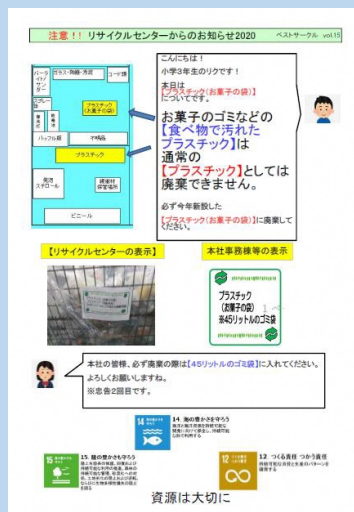 注意！！ リサイクルセンターからのお知らせ2020
ベストサークル vol.15
ガラス・陶器・汚泥
コード類
スプレー缶
プラスチック
(お菓子の袋)
バッフル類
不明品
プラスチック
発泡
スチロール
ビニール
こんにちは！
小学3年生のリクです！
本日は
【プラスチック(お菓子の袋)】
についてです。
お菓子のゴミなどの
【食べ物で汚れた
プラスチック】は
通常の
【プラスチック】としては
廃棄できません。
必ず今年新設した
【プラスチック(お菓子の袋)】に廃棄して
ください。
【リサイクルセンターの表示】
本社事務棟等の表示
プラスチック
(お菓子の袋)
※45リットルのゴミ袋
本社の皆様、必ず廃棄の際は【45リットルのゴミ袋】に入れてください。
よろしくお願いしますね。
※忠告2回目です。
14. 海の豊かさを守ろう
15. 陸の豊かさも守ろう
12. つくる責任 つかう責任
資源は大切に